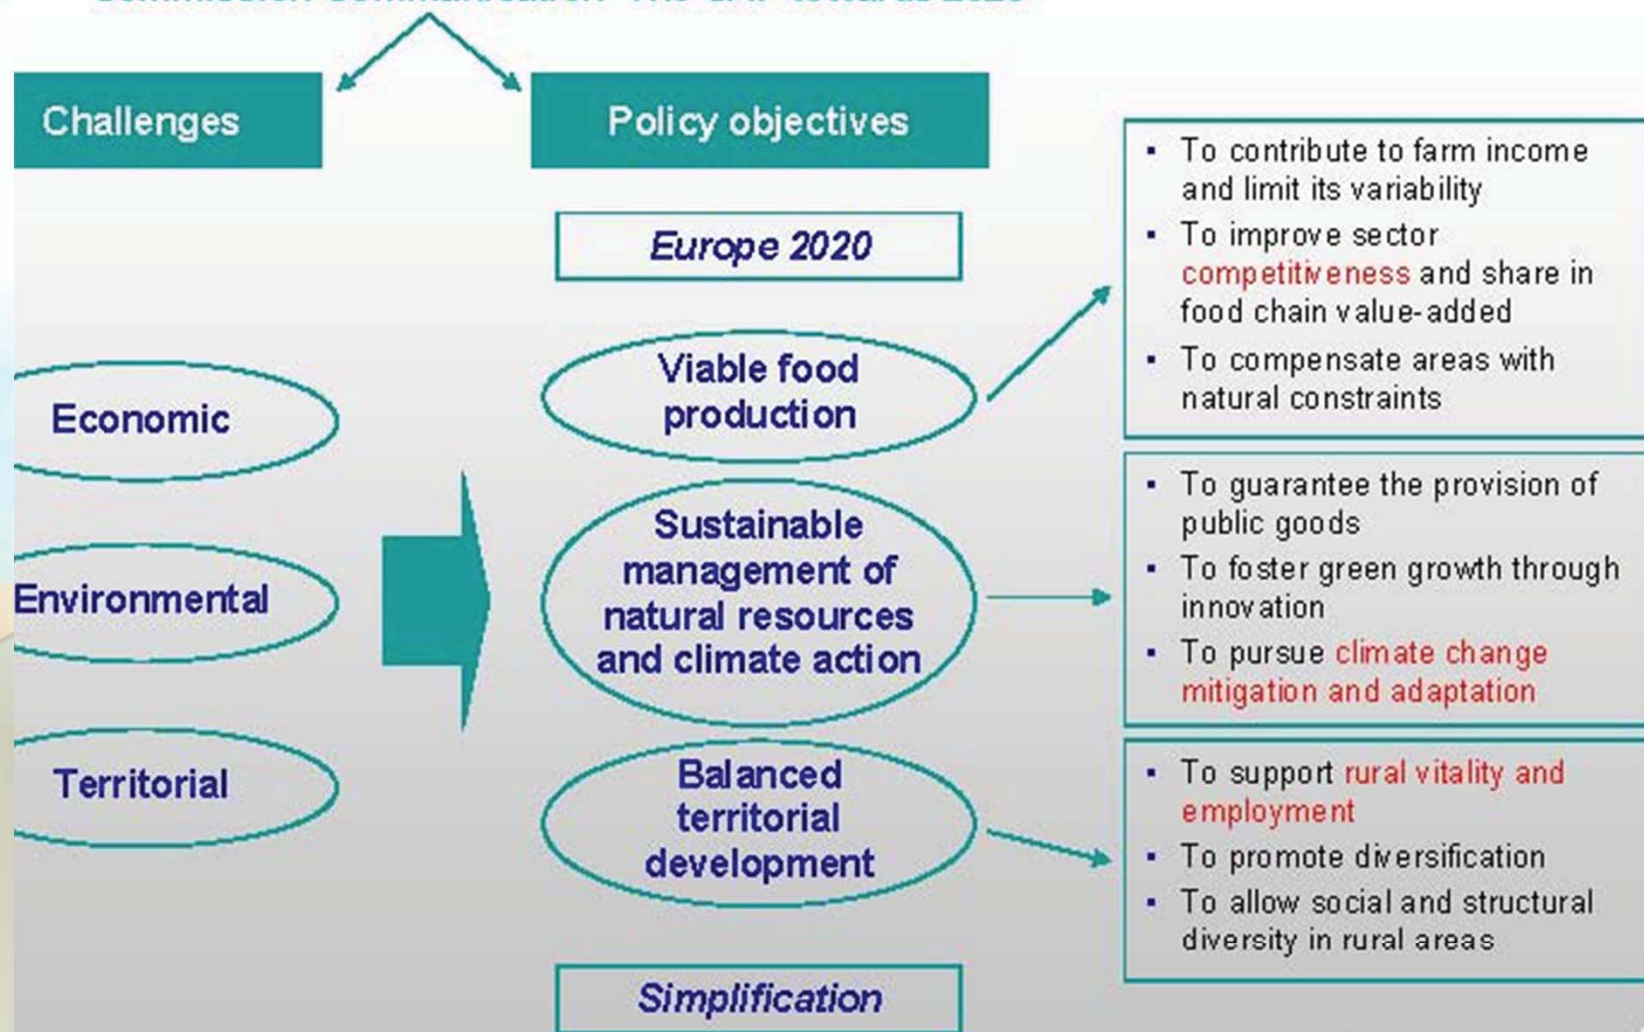 Challenges
Policy objectives
Europe 2020
Economic
Environmental
Territorial
Viable food
production
Sustainable
management of
natural resources
and climate action
Balanced
territorial
development
Simplification
▪ To contribute to farm income
and limit its variability
▪ To improve sector
competitiveness and share in
food chain value-added
▪ To compensate areas with
natural constraints
▪ To guarantee the provision of
public goods
▪ To foster green growth through
innovation
▪ To pursue climate change
mitigation and adaptation
▪ To support rural vitality and
employment
▪ To promote diversification
▪ To allow social and structural
diversity in rural areas